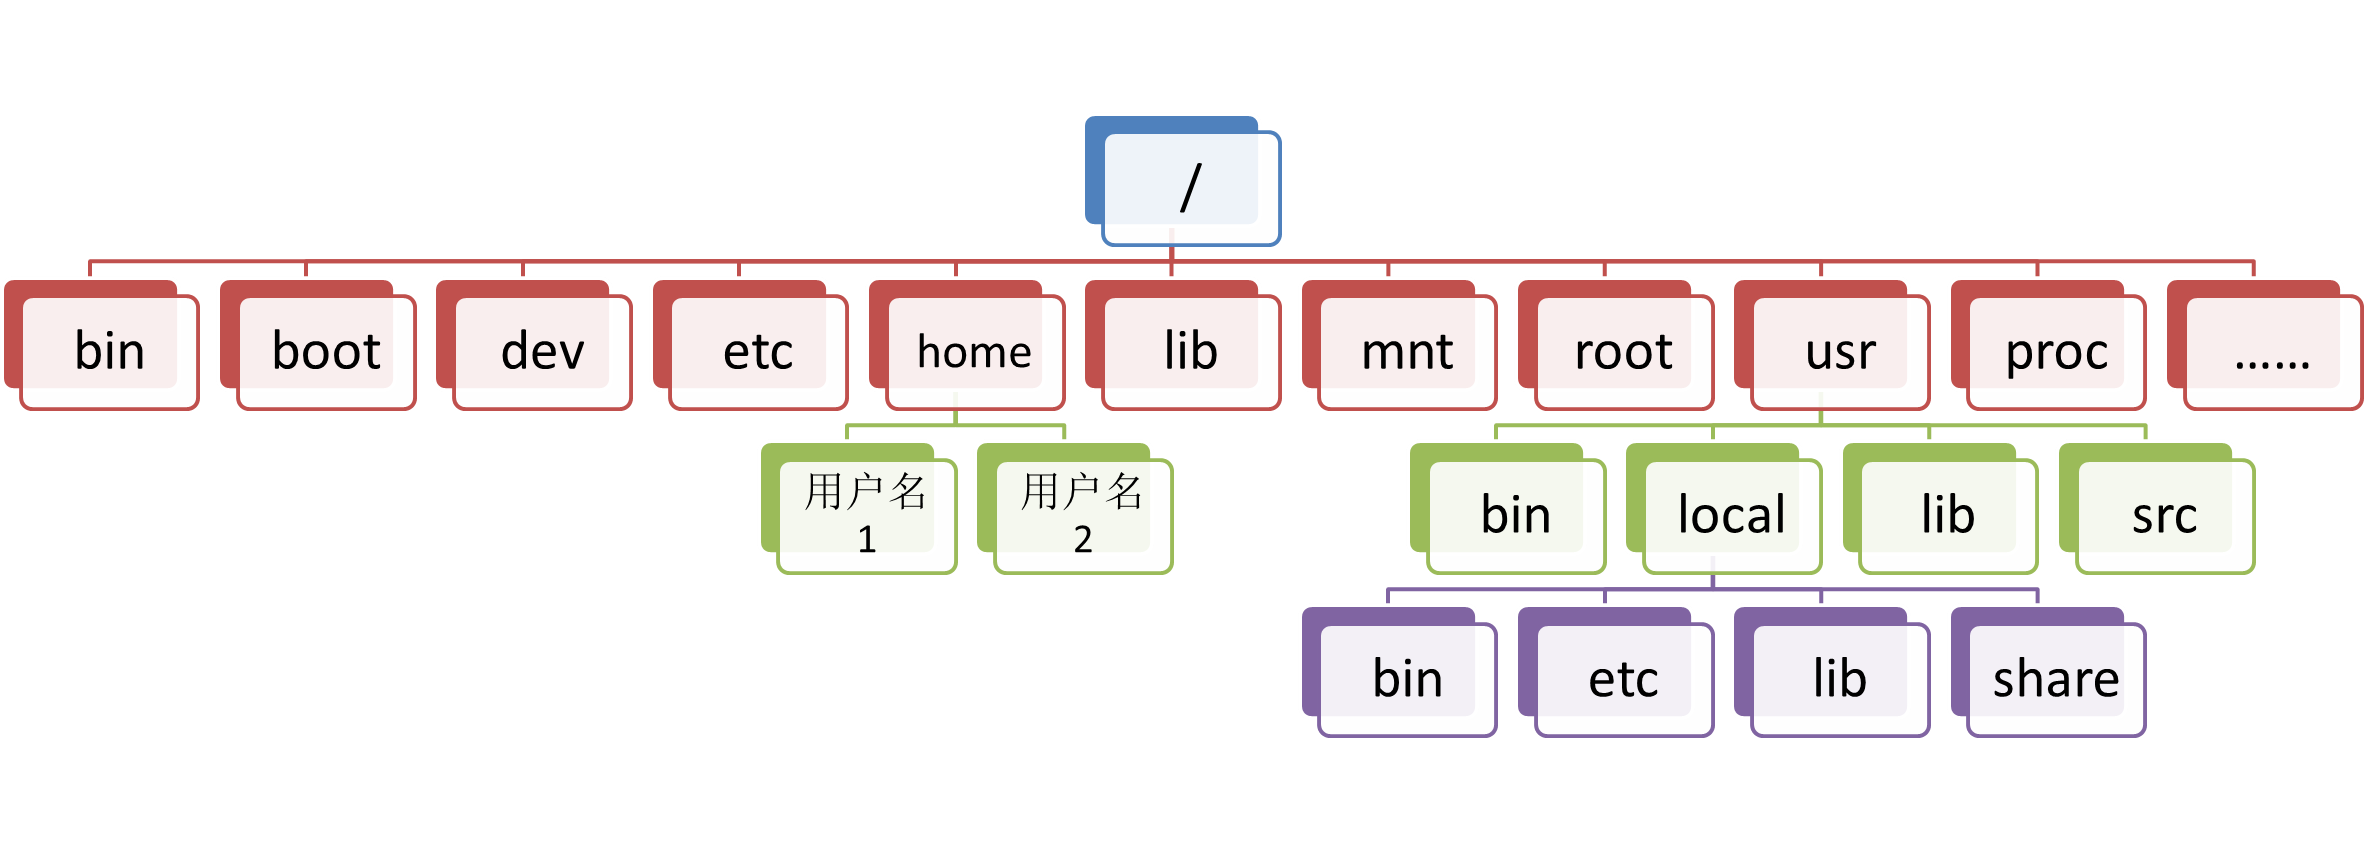 /
bin
boot
dev
etc
home
lib
mnt
root
usr
proc
……
用户名
1
用户名
2
bin
local
lib
src
bin
etc
lib
share